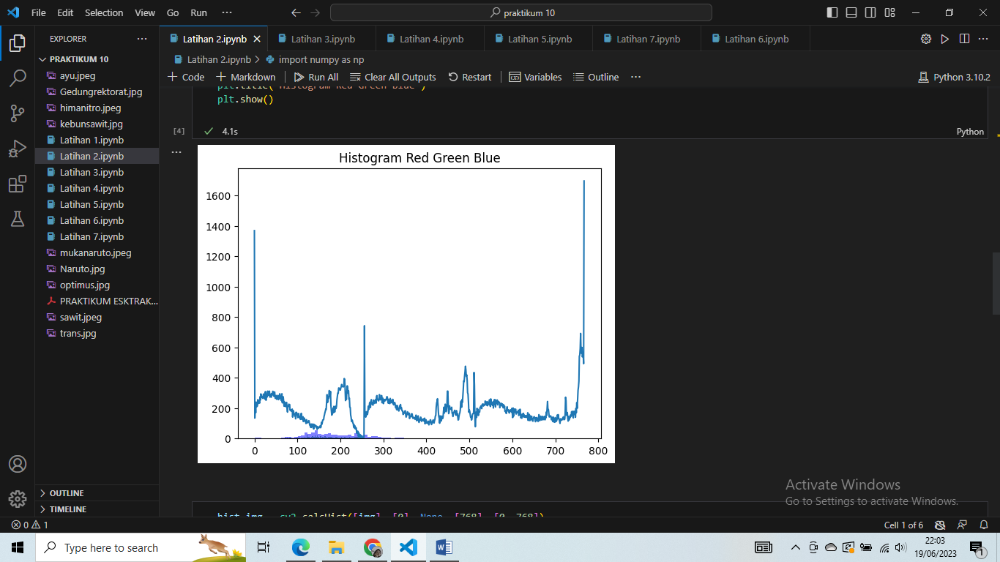 File Edit Selection View Go Run ··· praktikum 10
EXPLORER ···
PRAKTIKUM 10
ayu.jpeg
Gedungrektorat.jpg
himanitro.jpeg
kebunsawit.jpg
Latihan 1.ipynb
Latihan 2.ipynb
Latihan 3.ipynb
Latihan 4.ipynb
Latihan 5.ipynb
Latihan 6.ipynb
Latihan 7.ipynb
mukanaruto.jpeg
Naruto.jpg
optimus.jpg
PRAKTIKUM ESKTRAK...
sawit.jpeg
trans.jpg
OUTLINE
TIMELINE
Latihan 2.ipynb Latihan 3.ipynb Latihan 4.ipynb Latihan 5.ipynb Latihan 7.ipynb Latihan 6.ipynb
Latihan 2.ipynb > import numpy as np
+ Code + Markdown Run All Clear All Outputs Restart Variables Outline ··· Python 3.10.2
plt.title("Histogram Red Green Blue")
plt.show()
[4] 4.1s Python
Histogram Red Green Blue
1600
1400
1200
1000
800
600
400
200
0
0 100 200 300 400 500 600 700 800
hist_img = cv2.calcHist([img], [0], None, [768], [0, 768])
Activate Windows
Go to Settings to activate Windows.
0 1 Cell 1 of 6
Type here to search
22:03
19/06/2023
1